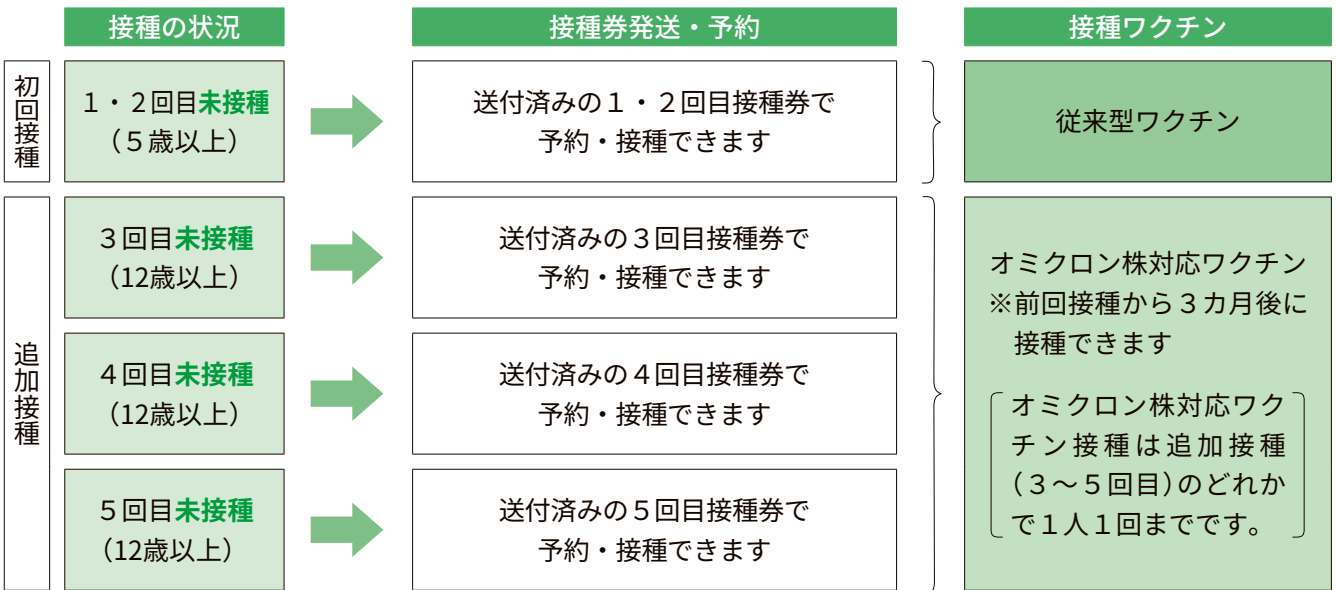 接種の状況
接種券発送・予約
接種ワクチン
初回接種
１・２回目未接種
（５歳以上）
送付済みの１・２回目接種券で
予約・接種できます
従来型ワクチン
追加接種
３回目未接種
（12歳以上）
送付済みの３回目接種券で
予約・接種できます
４回目未接種
（12歳以上）
送付済みの４回目接種券で
予約・接種できます
５回目未接種
（12歳以上）
送付済みの５回目接種券で
予約・接種できます
オミクロン株対応ワクチン
※前回接種から３カ月後に
接種できます
オミクロン株対応ワク
チン接種は追加接種
（３～５回目）のどれか
で１人１回までです。